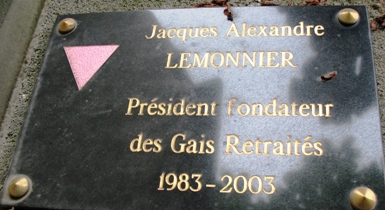 Jacques Alexandre
LEMONNIER
Président fondateur
des Gais Retraités
1983-2003